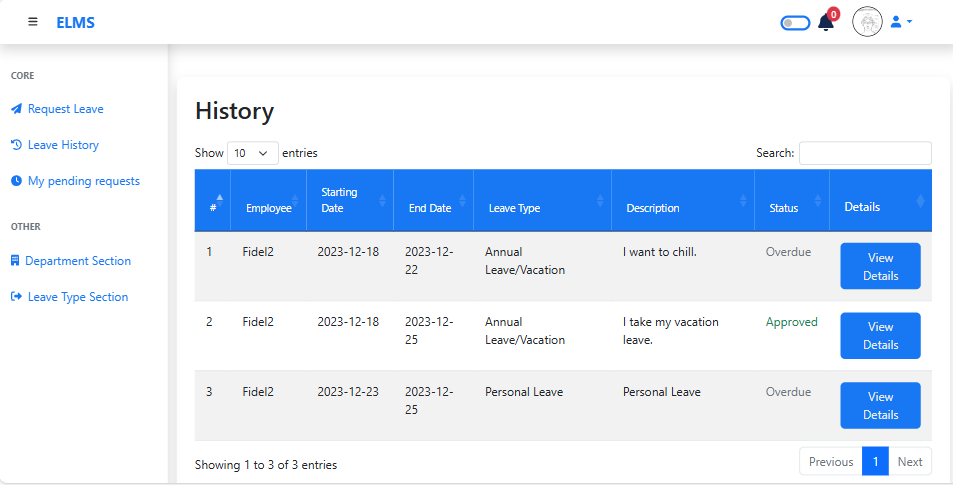 ELMS
0
CORE
Request Leave
Leave History
My pending requests
OTHER
Department Section
Leave Type Section
History
Show 10 entries
Search:
# Employee Starting Date End Date Leave Type Description Status Details
1 Fidel2 2023-12-18 2023-12-22 Annual Leave/Vacation I want to chill. Overdue View Details
2 Fidel2 2023-12-18 2023-12-25 Annual Leave/Vacation I take my vacation leave. Approved View Details
3 Fidel2 2023-12-23 2023-12-25 Personal Leave Personal Leave Overdue View Details
Showing 1 to 3 of 3 entries
Previous 1 Next